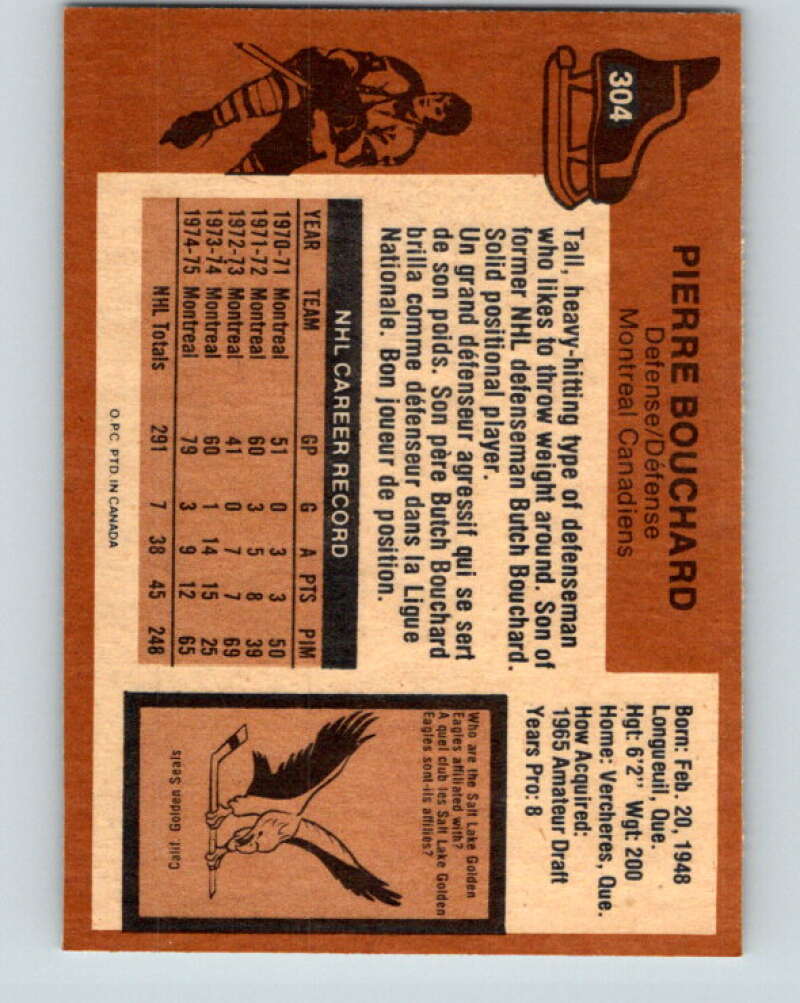 304
PIERRE BOUCHARD
Defense/Défense
Montreal Canadiens
Born: Feb. 20, 1948
Longueuil, Que.
Hgt: 6'2" Wgt: 200
Home: Vercheres, Que.
How Acquired:
1965 Amateur Draft
Years Pro: 8
Tall, heavy-hitting type of defenseman
who likes to throw weight around. Son of
former NHL defenseman Butch Bouchard.
Solid positional player.
Un grand défenseur agressif qui se sert
de son poids. Son père Butch Bouchard
brilla comme défenseur dans la Ligue
Nationale. Bon joueur de position.
NHL CAREER RECORD
YEAR TEAM GP G A PTS PIM
1970-71 Montreal 51 0 3 3 50
1971-72 Montreal 60 3 5 8 39
1972-73 Montreal 41 0 7 7 69
1973-74 Montreal 60 1 14 15 25
1974-75 Montreal 79 3 9 12 65
NHL Totals 291 7 38 45 248
O.P.C. PTD. IN CANADA
Who are the Salt Lake Golden
Eagles affiliated with?
A quel club les Salt Lake Golden
Eagles sont-ils affiliés?
Calif. Golden Seals